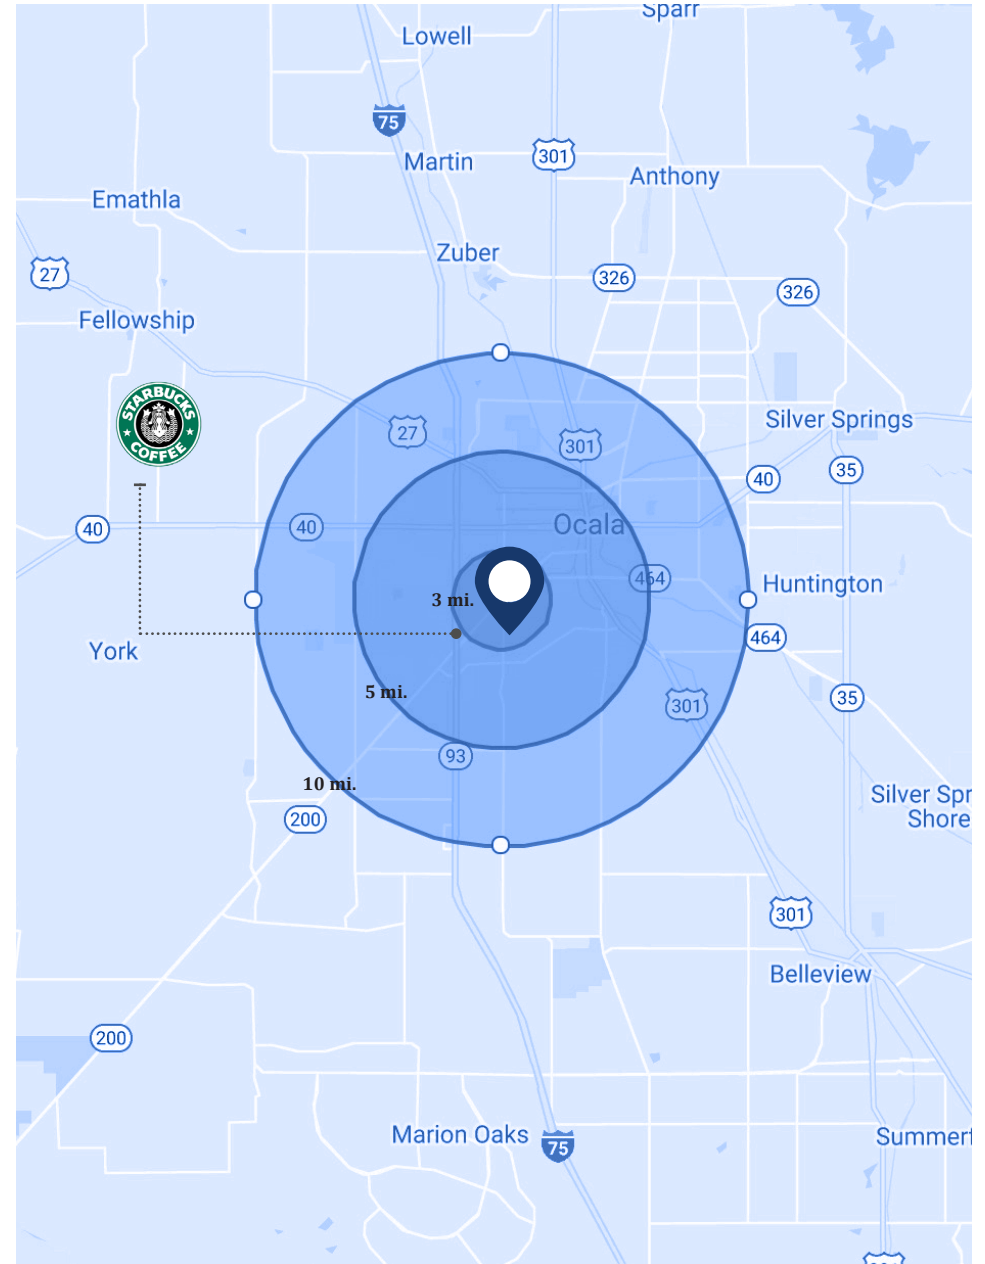 Sparr
Lowell
75
301
Martin
Anthony
Emathla
Zuber
27
326
326
Fellowship
STARBUCKS
COFFEE
Silver Springs
27
301
35
40
40
40
Ocala
464
Huntington
3 mi.
464
York
5 mi.
35
301
93
10 mi.
200
Silver Spr
Shore
301
Belleview
200
Marion Oaks
75
Summerf